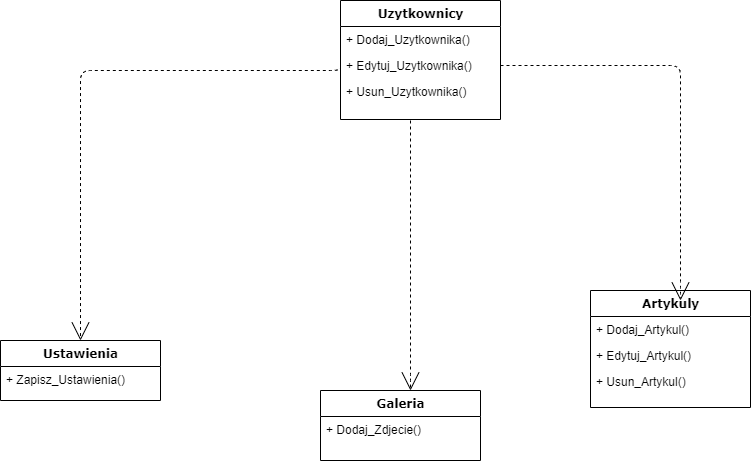 Uzytkownicy
+ Dodaj_Uzytkownika()
+ Edytuj_Uzytkownika()
+ Usun_Uzytkownika()
Ustawienia
+ Zapisz_Ustawienia()
Galeria
+ Dodaj_Zdjecie()
Artykuly
+ Dodaj_Artykul()
+ Edytuj_Artykul()
+ Usun_Artykul()